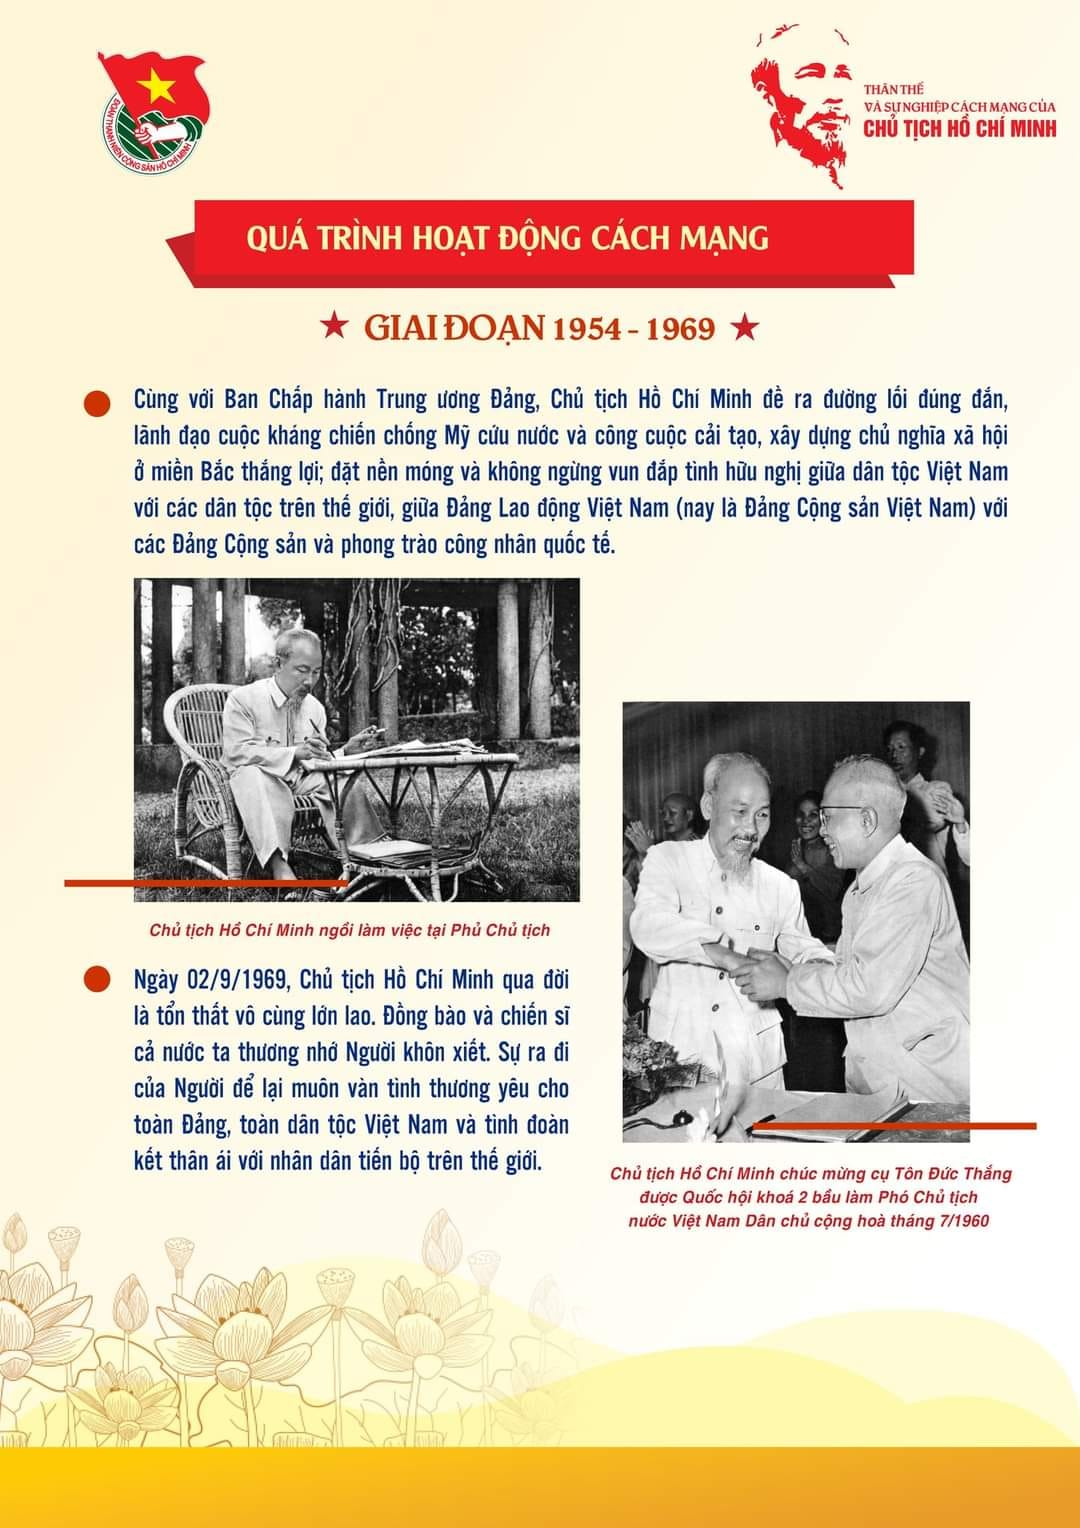 ĐOÀN THANH NIÊN CỘNG SẢN HỒ CHÍ MINH
THÂN THẾ
VÀ SỰ NGHIỆP CÁCH MẠNG CỦA
CHỦ TỊCH HỒ CHÍ MINH
QUÁ TRÌNH HOẠT ĐỘNG CÁCH MẠNG
GIAI ĐOẠN 1954 - 1969
Cùng với Ban Chấp hành Trung ương Đảng, Chủ tịch Hồ Chí Minh đề ra đường lối đúng đắn,
lãnh đạo cuộc kháng chiến chống Mỹ cứu nước và công cuộc cải tạo, xây dựng chủ nghĩa xã hội
ở miền Bắc thắng lợi; đặt nền móng và không ngừng vun đắp tình hữu nghị giữa dân tộc Việt Nam
với các dân tộc trên thế giới, giữa Đảng Lao động Việt Nam (nay là Đảng Cộng sản Việt Nam) với
các Đảng Cộng sản và phong trào công nhân quốc tế.
Chủ tịch Hồ Chí Minh ngồi làm việc tại Phủ Chủ tịch
Ngày 02/9/1969, Chủ tịch Hồ Chí Minh qua đời
là tổn thất vô cùng lớn lao. Đồng bào và chiến sĩ
cả nước ta thương nhớ Người khôn xiết. Sự ra đi
của Người để lại muôn vàn tình thương yêu cho
toàn Đảng, toàn dân tộc Việt Nam và tình đoàn
kết thân ái với nhân dân tiến bộ trên thế giới.
Chủ tịch Hồ Chí Minh chúc mừng cụ Tôn Đức Thắng
được Quốc hội khoá 2 bầu làm Phó Chủ tịch
nước Việt Nam Dân chủ cộng hoà tháng 7/1960